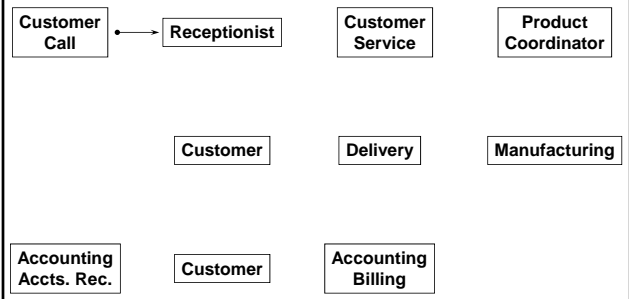 Customer
Call
Receptionist
Customer
Service
Product
Coordinator
Customer
Delivery
Manufacturing
Accounting
Accts. Rec.
Customer
Accounting
Billing